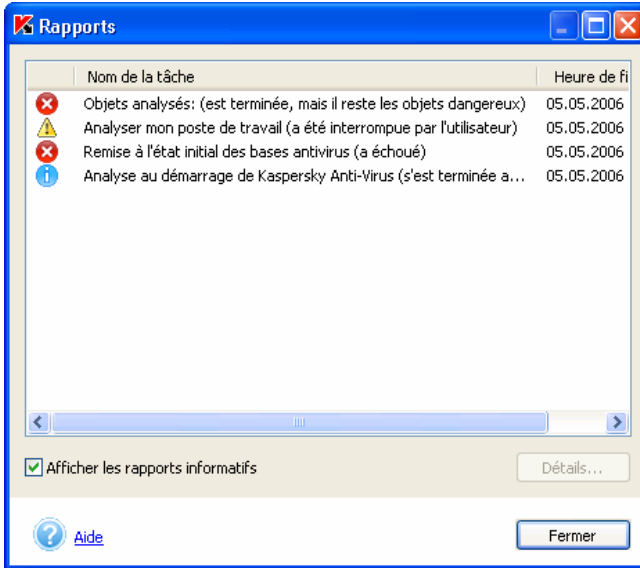 Rapports
Nom de la tâche Heure de fi
Objets analysés: (est terminée, mais il reste les objets dangereux) 05.05.2006
Analyser mon poste de travail (a été interrompue par l'utilisateur) 05.05.2006
Remise à l'état initial des bases antivirus (a échoué) 05.05.2006
Analyse au démarrage de Kaspersky Anti-Virus (s'est terminée a... 05.05.2006
Afficher les rapports informatifs Détails...
Aide Fermer